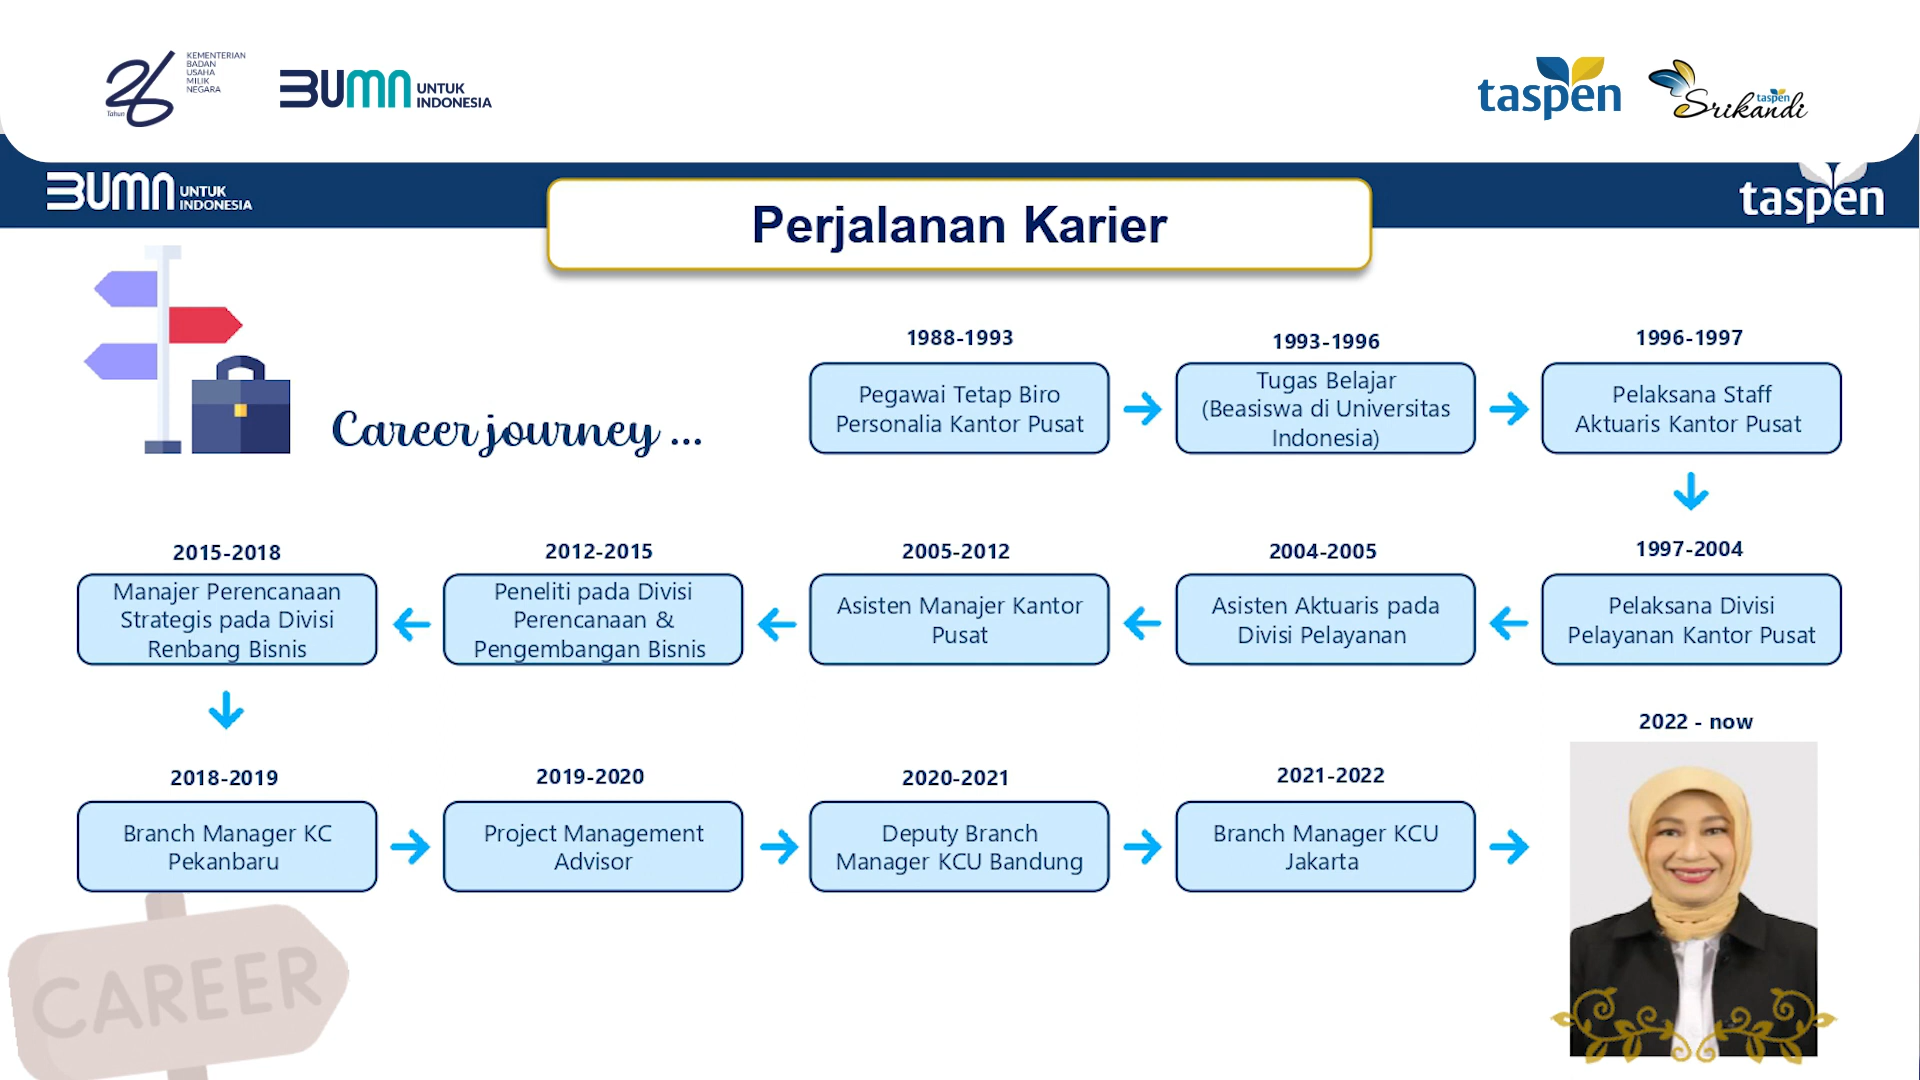 26
Tahun
KEMENTERIAN
BADAN
USAHA
MILIK
NEGARA
BUMN
UNTUK
INDONESIA
taspen
taspen
Srikandi
BUMN
UNTUK
INDONESIA
Perjalanan Karier
taspen
Career journey ...
1988-1993
Pegawai Tetap Biro
Personalia Kantor Pusat
1993-1996
Tugas Belajar
(Beasiswa di Universitas
Indonesia)
1996-1997
Pelaksana Staff
Aktuaris Kantor Pusat
1997-2004
Pelaksana Divisi
Pelayanan Kantor Pusat
2004-2005
Asisten Aktuaris pada
Divisi Pelayanan
2005-2012
Asisten Manajer Kantor
Pusat
2012-2015
Peneliti pada Divisi
Perencanaan &
Pengembangan Bisnis
2015-2018
Manajer Perencanaan
Strategis pada Divisi
Renbang Bisnis
2018-2019
Branch Manager KC
Pekanbaru
2019-2020
Project Management
Advisor
2020-2021
Deputy Branch
Manager KCU Bandung
2021-2022
Branch Manager KCU
Jakarta
2022 - now
CAREER